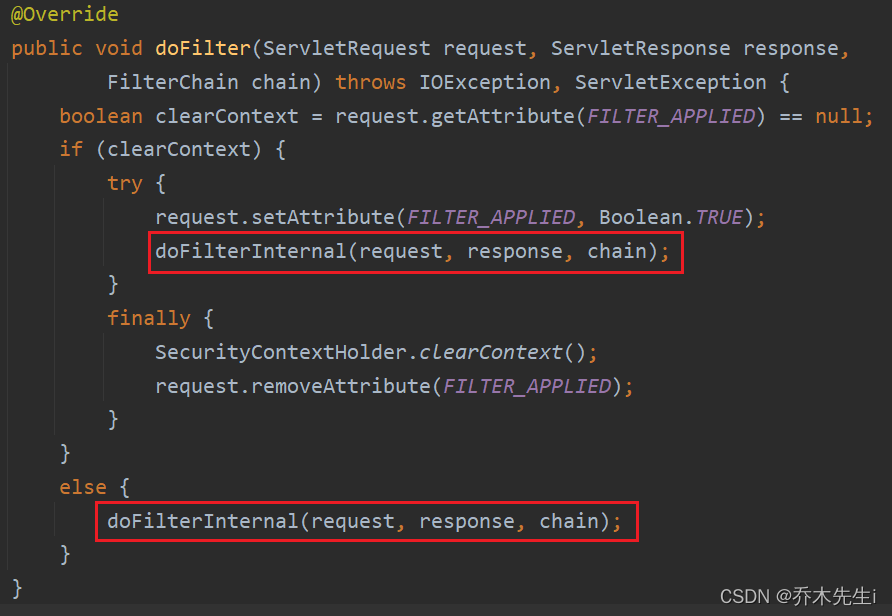 @Override
public void doFilter(ServletRequest request, ServletResponse response,
        FilterChain chain) throws IOException, ServletException {
    boolean clearContext = request.getAttribute(FILTER_APPLIED) == null;
    if (clearContext) {
        try {
            request.setAttribute(FILTER_APPLIED, Boolean.TRUE);
            doFilterInternal(request, response, chain);
        }
        finally {
            SecurityContextHolder.clearContext();
            request.removeAttribute(FILTER_APPLIED);
        }
    }
    else {
        doFilterInternal(request, response, chain);
    }
}
CSDN @乔木先生i